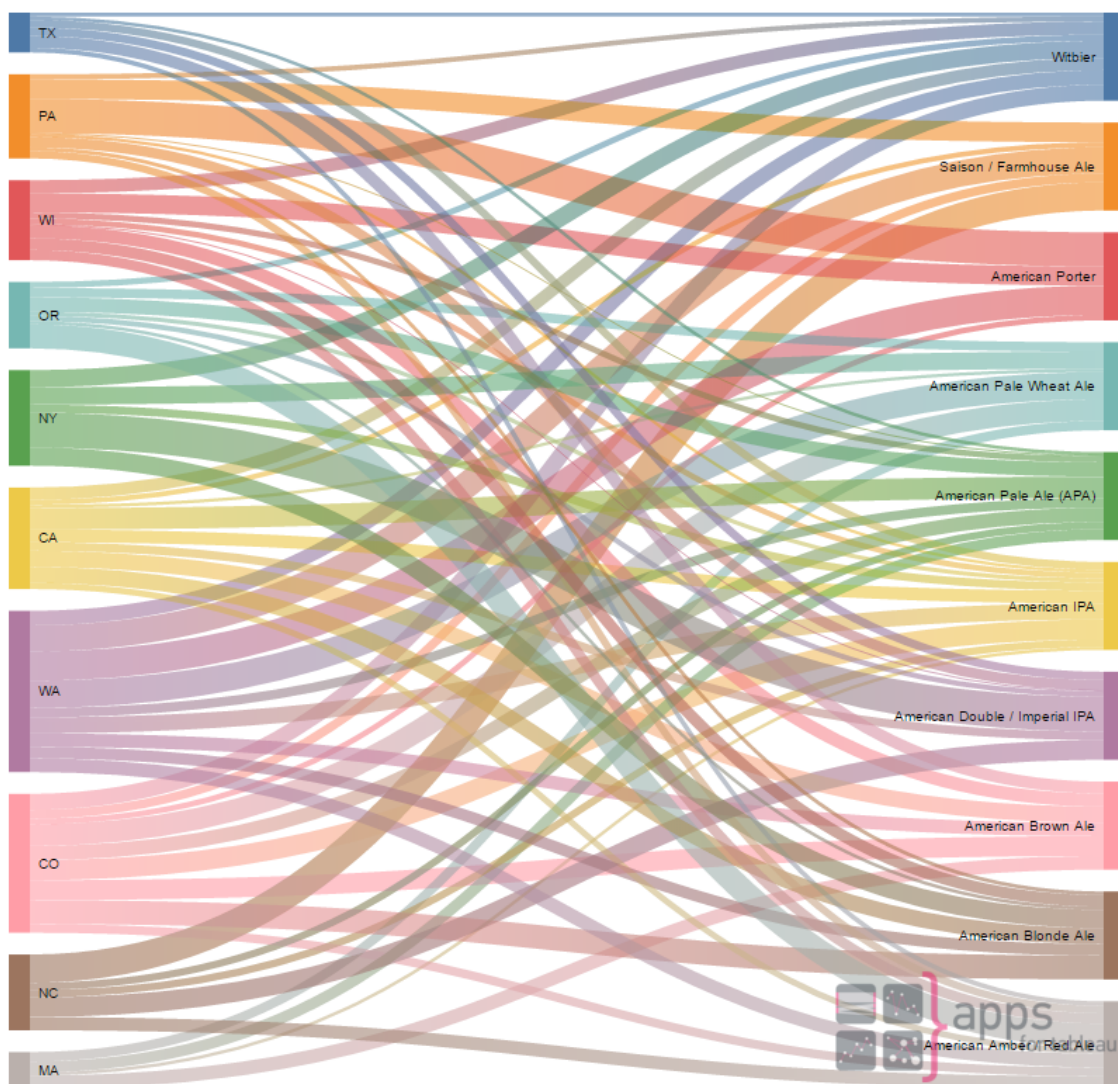 TX
PA
WI
OR
NY
CA
WA
CO
NC
MA
Witbier
Saison / Farmhouse Ale
American Porter
American Pale Wheat Ale
American Pale Ale (APA)
American IPA
American Double / Imperial IPA
American Brown Ale
American Blonde Ale
American Amber / Red Ale
apps
for tableau